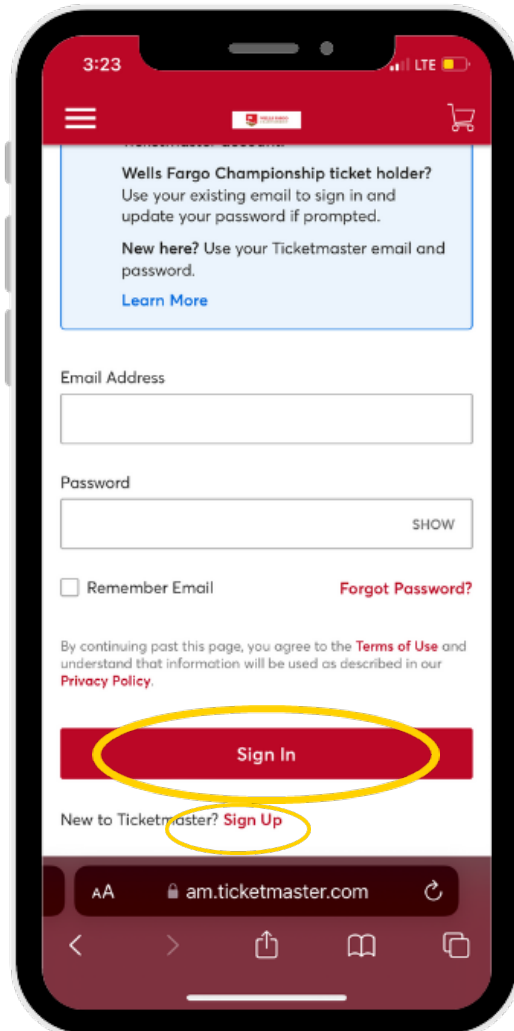 3:23
LTE
Ticketmaster account.
Wells Fargo Championship ticket holder?
Use your existing email to sign in and
update your password if prompted.
New here? Use your Ticketmaster email and
password.
Learn More
Email Address
Password
SHOW
Remember Email
Forgot Password?
By continuing past this page, you agree to the Terms of Use and
understand that information will be used as described in our
Privacy Policy.
Sign In
New to Ticketmaster? Sign Up
AA
am.ticketmaster.com